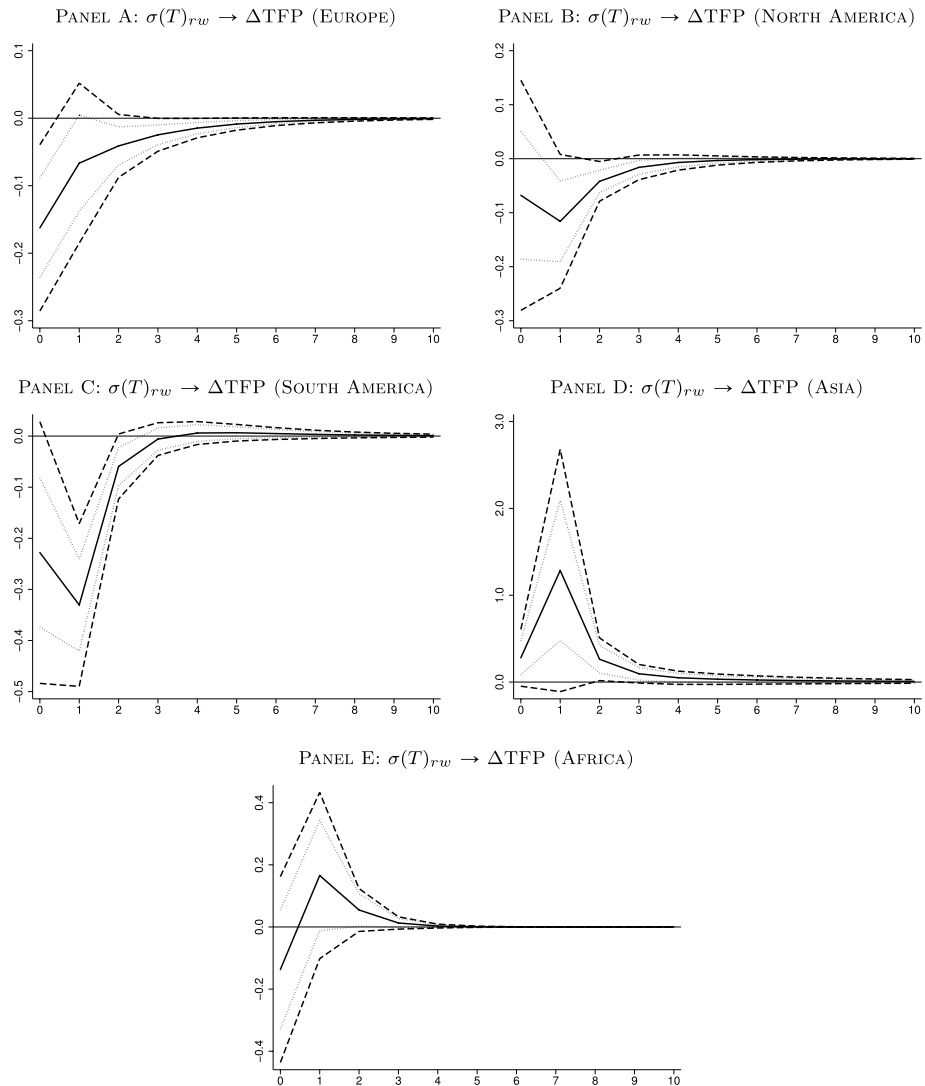 PANEL A: σ(T)rw → ΔTFP (EUROPE)
PANEL B: σ(T)rw → ΔTFP (NORTH AMERICA)
0.1
0.0
−0.1
−0.2
−0.3
0 1 2 3 4 5 6 7 8 9 10
0.2
0.1
0.0
−0.1
−0.2
−0.3
0 1 2 3 4 5 6 7 8 9 10
PANEL C: σ(T)rw → ΔTFP (SOUTH AMERICA)
PANEL D: σ(T)rw → ΔTFP (ASIA)
0.0
−0.1
−0.2
−0.3
−0.4
−0.5
0 1 2 3 4 5 6 7 8 9 10
3.0
2.0
1.0
0.0
0 1 2 3 4 5 6 7 8 9 10
PANEL E: σ(T)rw → ΔTFP (AFRICA)
0.4
0.2
0.0
−0.2
−0.4
0 1 2 3 4 5 6 7 8 9 10